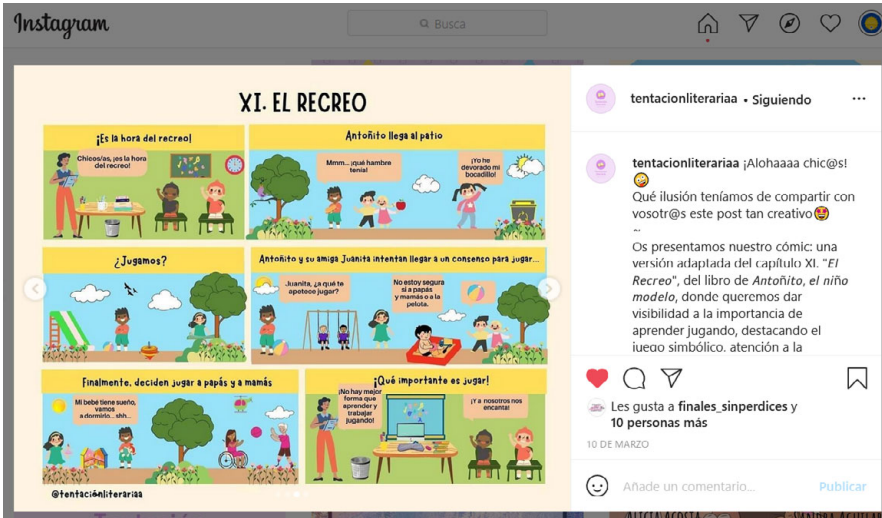 Instagram
Busca
XI. EL RECREO
¡Es la hora del recreo!
Chicos/as, ¡es la hora
del recreo!
Antoñito llega al patio
Mmm... ¡qué hambre
tenía!
¡Yo he
devorado mi
bocadillo!
¿Jugamos?
Antoñito y su amiga Juanita intentan llegar a un consenso para jugar...
Juanita, ¿a qué te
apetece jugar?
No estoy segura
si a papás
y mamás o a la
pelota.
Finalmente, deciden jugar a papás y a mamás
Mi bebé tiene sueño,
vamos
a dormirlo... shh...
¡Qué importante es jugar!
¡No hay mejor
forma que
aprender y
trabajar
jugando!
¡Y a nosotros nos
encanta!
@tentaciónliterariaa
tentacionliterariaa • Siguiendo
tentacionliterariaa ¡Alohaaaa chic@s!
🤪
Qué ilusión teníamos de compartir con
vosotr@s este post tan creativo🤩
~
Os presentamos nuestro cómic: una
versión adaptada del capítulo XI. "El
Recreo", del libro de Antoñito, el niño
modelo, donde queremos dar
visibilidad a la importancia de
aprender jugando, destacando el
juego simbólico, atención a la
Les gusta a finales_sinperdices y
10 personas más
10 DE MARZO
Añade un comentario...
Publicar